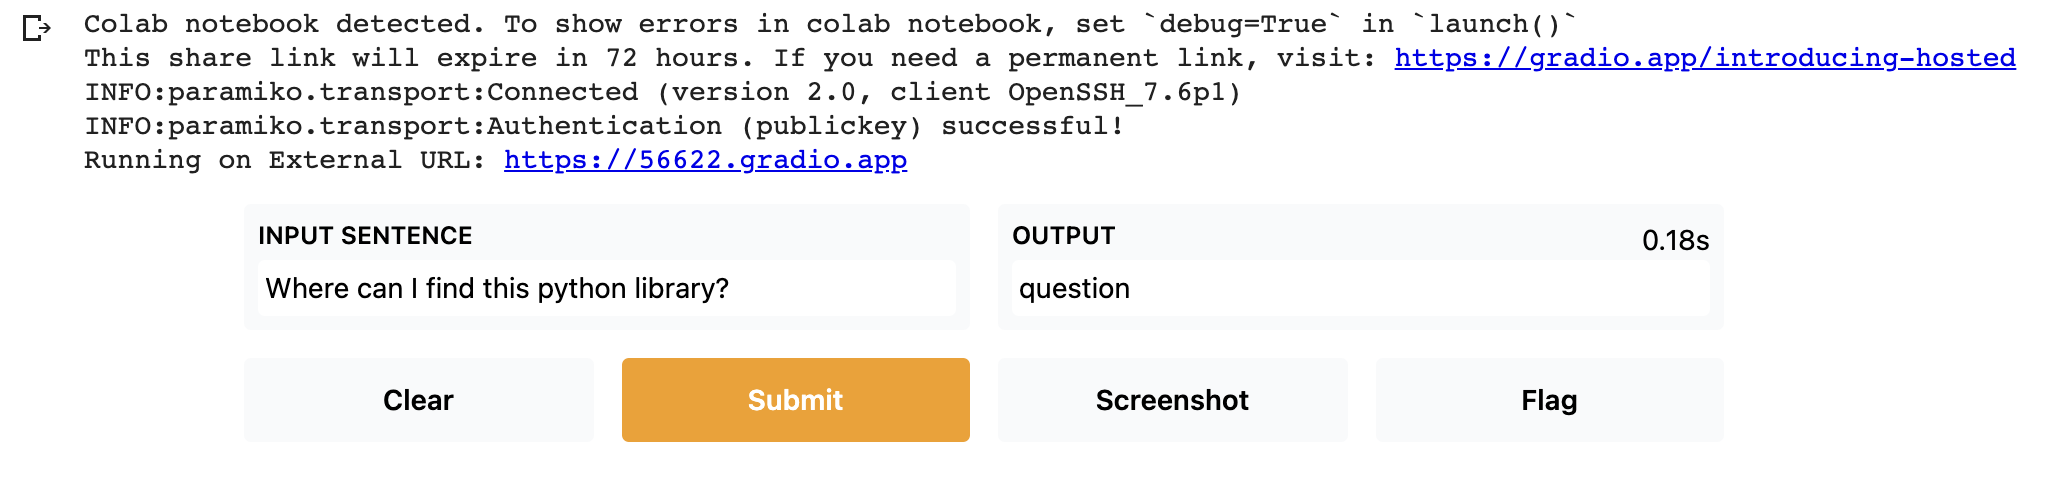 Colab notebook detected. To show errors in colab notebook, set `debug=True` in `launch()`
This share link will expire in 72 hours. If you need a permanent link, visit: https://gradio.app/introducing-hosted
INFO:paramiko.transport:Connected (version 2.0, client OpenSSH_7.6p1)
INFO:paramiko.transport:Authentication (publickey) successful!
Running on External URL: https://56622.gradio.app
INPUT SENTENCE
Where can I find this python library?
OUTPUT
0.18s
question
Clear
Submit
Screenshot
Flag